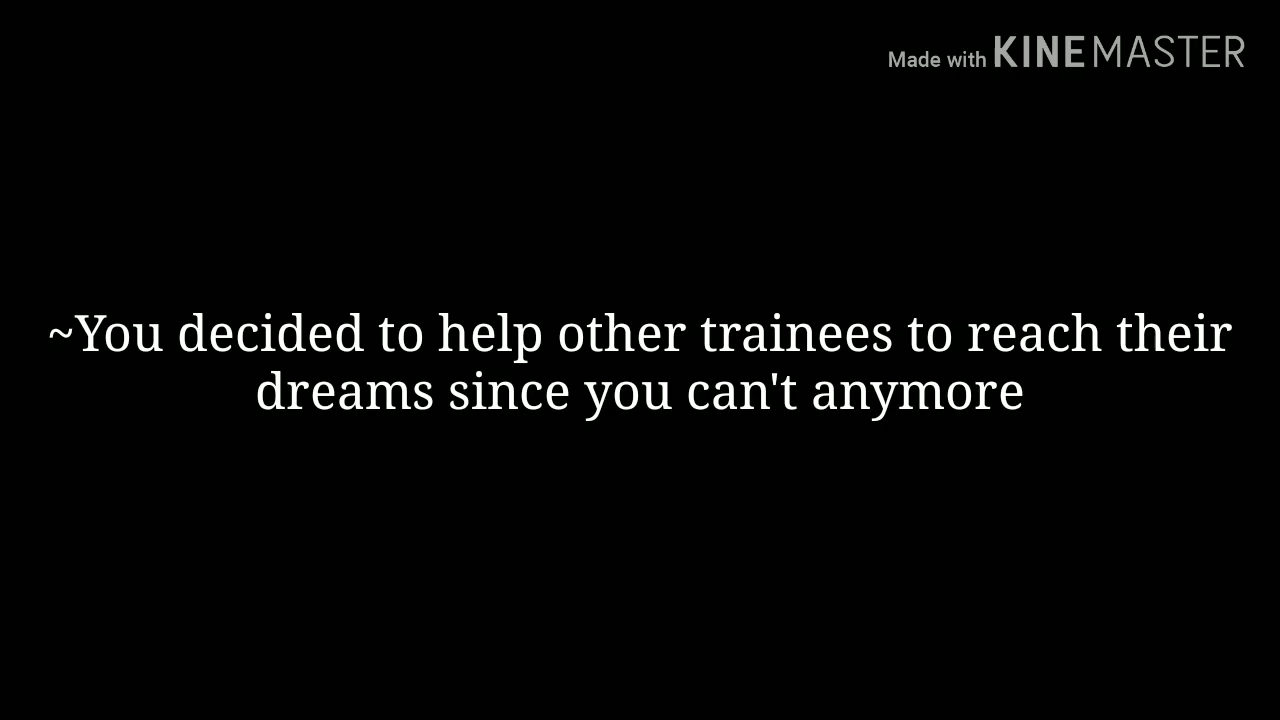 Made with KINEMASTER
~You decided to help other trainees to reach their
dreams since you can't anymore